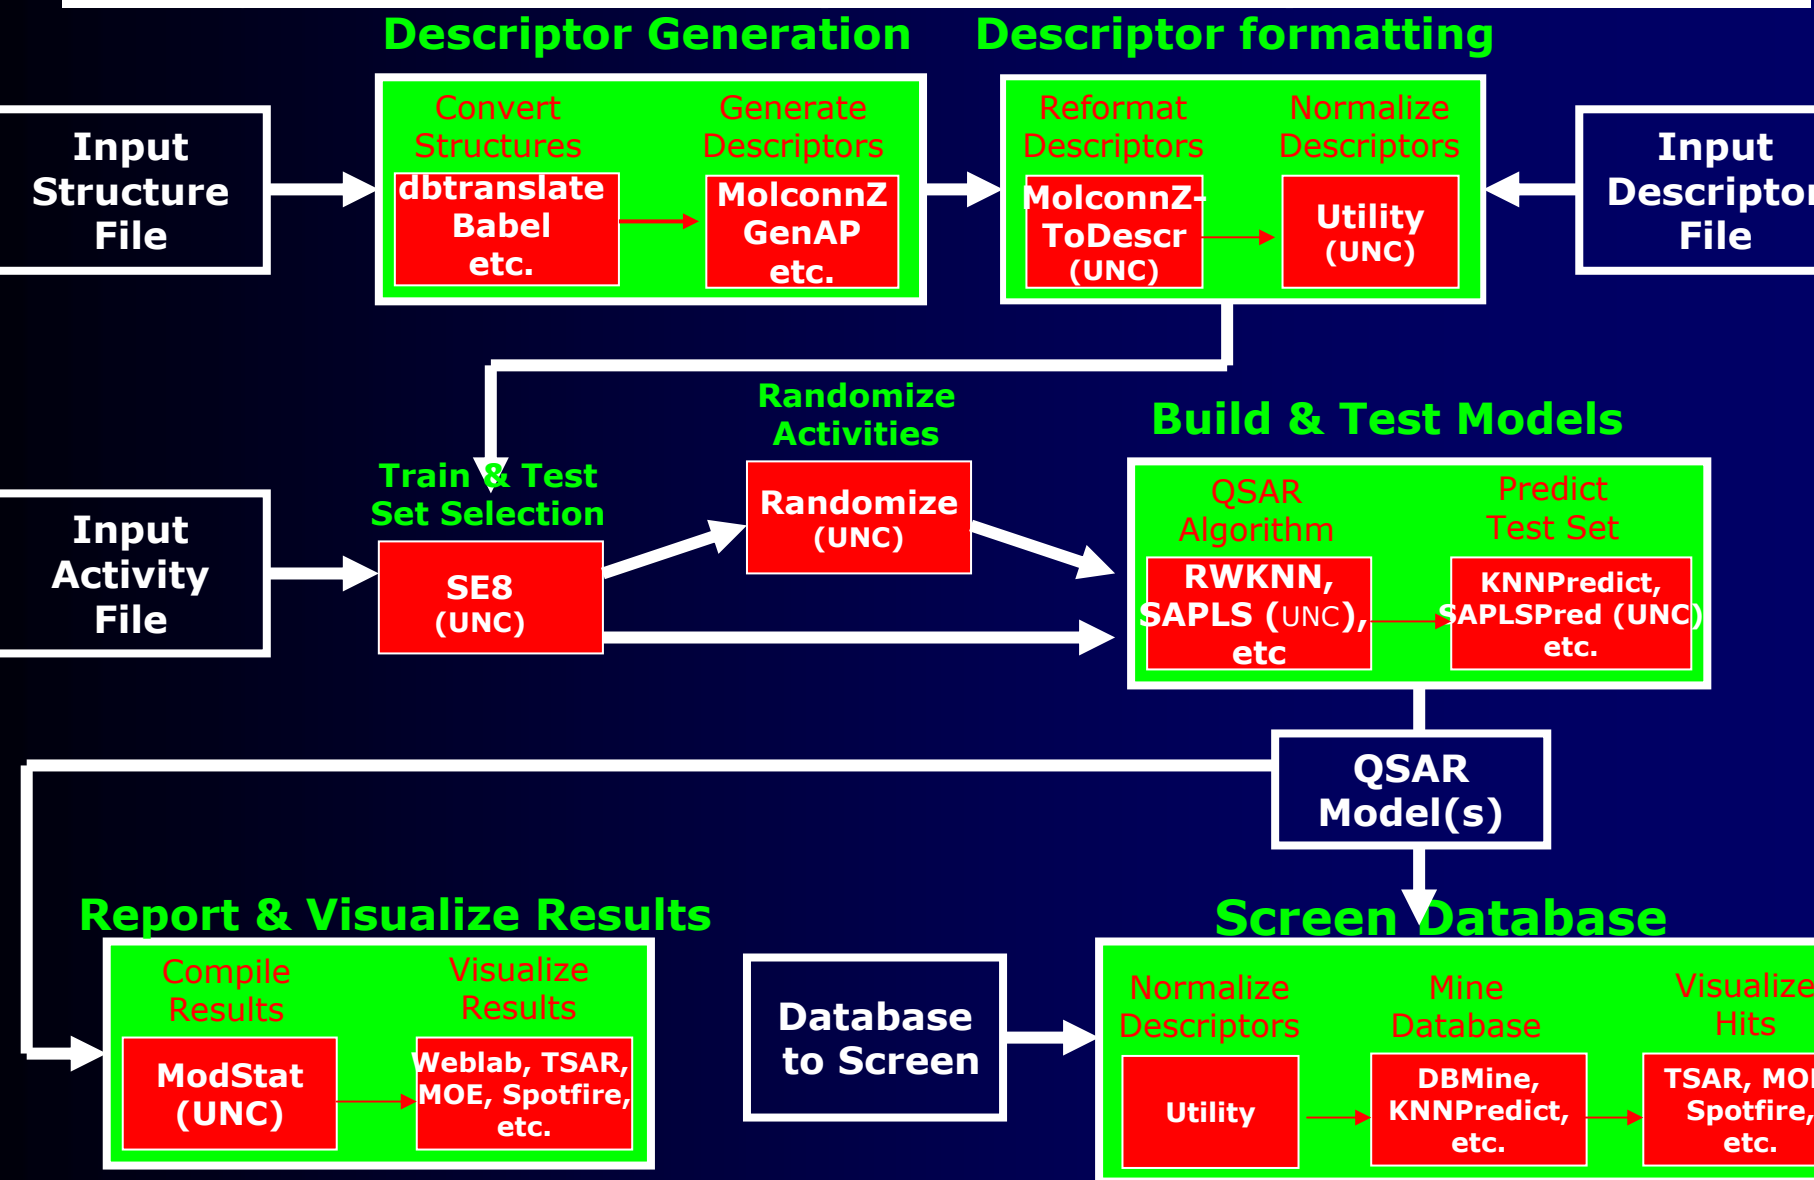 Descriptor Generation
Descriptor formatting
Input
Structure
File
Convert
Structures
dbtranslate
Babel
etc.
Generate
Descriptors
MolconnZ
GenAP
etc.
Reformat
Descriptors
MolconnZ-
ToDescr
(UNC)
Normalize
Descriptors
Utility
(UNC)
Input
Descriptor
File
Input
Activity
File
Train & Test
Set Selection
SE8
(UNC)
Randomize
Activities
Randomize
(UNC)
Build & Test Models
QSAR
Algorithm
RWKNN,
SAPLS (UNC),
etc
Predict
Test Set
KNNPredict,
SAPLSPred (UNC)
etc.
QSAR
Model(s)
Report & Visualize Results
Compile
Results
ModStat
(UNC)
Visualize
Results
Weblab, TSAR,
MOE, Spotfire,
etc.
Database
to Screen
Screen Database
Normalize
Descriptors
Utility
Mine
Database
DBMine,
KNNPredict,
etc.
Visualize
Hits
TSAR, MOE
Spotfire,
etc.